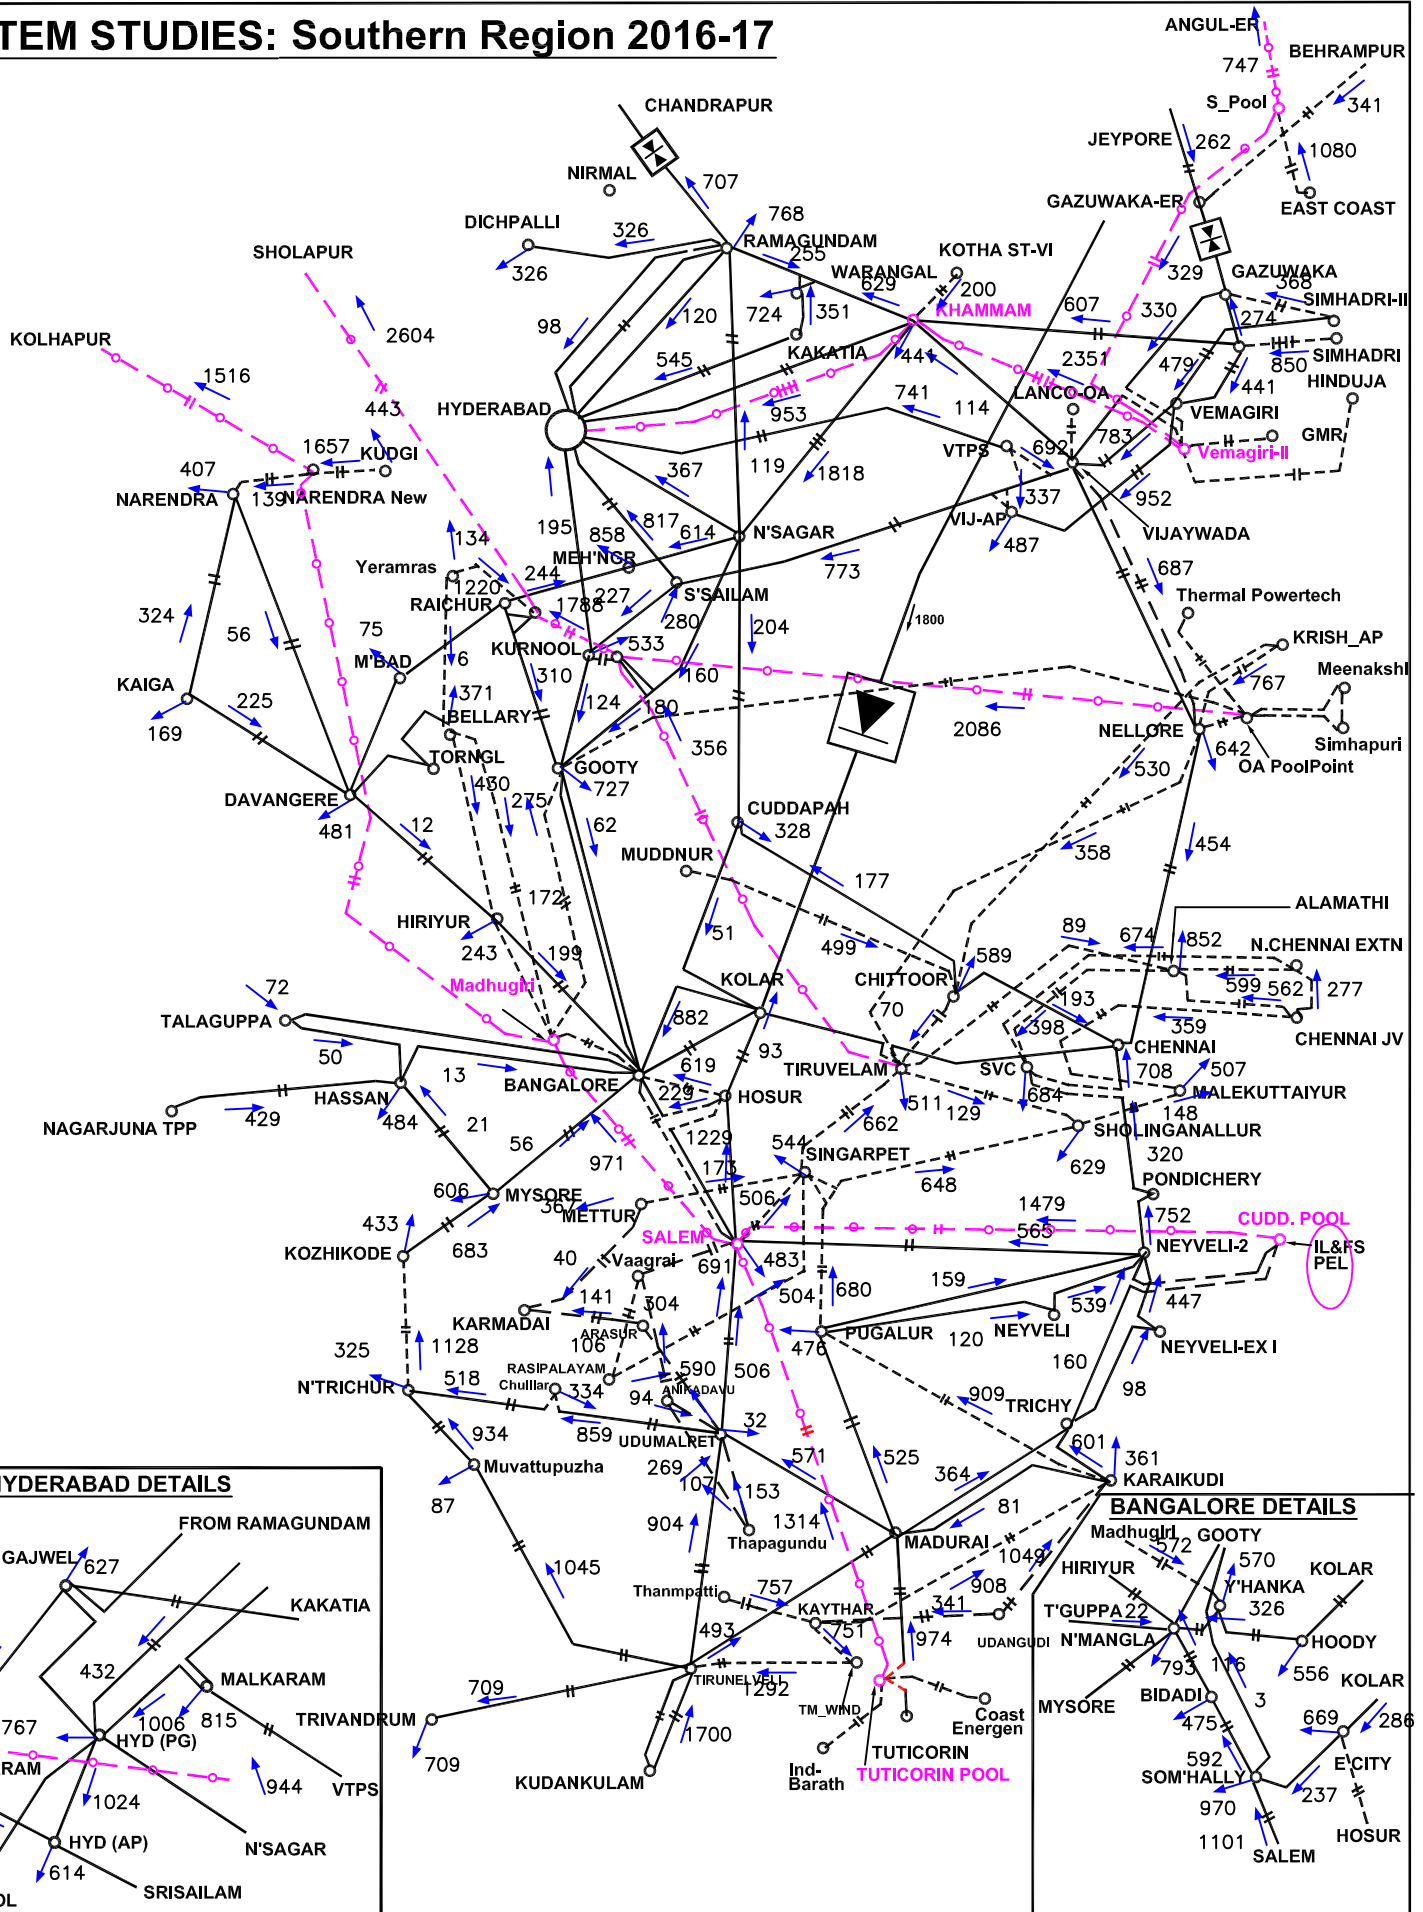 TEM STUDIES: Southern Region 2016-17
ANGUL-ER
747
BEHRAMPUR
S_Pool
341
CHANDRAPUR
JEYPORE
262
1080
NIRMAL
707
GAZUWAKA-ER
EAST COAST
DICHPALLI
326
768
RAMAGUNDAM
KOTHA ST-VI
SHOLAPUR
326
255
WARANGAL
629
200
329
GAZUWAKA
368
SIMHADRI-II
KOLHAPUR
2604
98
120
724
351
KHAMMAM
607
330
274
SIMHADRI
545
KAKATIA
441
2351
479
850
1516
443
HYDERABAD
953
741
114
LANCO-OA
441
HINDUJA
VEMAGIRI
GMR
1657
KUDGI
407
NARENDRA
139
NARENDRA New
367
119
1818
VTPS
692
783
Vemagiri-II
337
952
195
817
614
N'SAGAR
VIJ-AP
487
VIJAYWADA
134
858
MEH'NGR
773
687
Yeramras
1220
244
227
S'SAILAM
Thermal Powertech
RAICHUR
1788
280
204
1800
KRISH_AP
324
56
75
KURNOOL
533
Meenakshi
M'BAD
6
310
160
767
KAIGA
225
371
124
180
2086
NELLORE
642
169
BELLARY
356
530
Simhapuri
TORNGL
GOOTY
OA PoolPoint
DAVANGERE
430
275
727
CUDDAPAH
481
12
62
328
358
454
MUDDNUR
177
172
ALAMATHI
HIRIYUR
51
499
89
674
852
N.CHENNAI EXTN
243
199
589
599
562
277
Madhugiri
KOLAR
CHITTOOR
72
TALAGUPPA
882
70
193
398
359
CHENNAI JV
50
93
CHENNAI
13
BANGALORE
619
TIRUVELAM
SVC
708
507
HASSAN
229
HOSUR
MALEKUTTAIYUR
NAGARJUNA TPP
429
484
21
511
129
684
148
56
1229
662
SHOLINGANALLUR
971
544
SINGARPET
629
320
606
MYSORE
173
648
PONDICHERY
367
METTUR
506
1479
433
SALEM
565
752
CUDD. POOL
KOZHIKODE
683
NEYVELI-2
IL&FS
PEL
40
Vaagrai
691
483
159
141
304
504
680
539
447
KARMADAI
ARASUR
PUGALUR
120
NEYVELI
NEYVELI-EX I
1128
106
476
160
325
RASIPALAYAM
590
506
N'TRICHUR
518
Chulliar
334
94
ANIKADAVU
909
TRICHY
98
859
32
934
UDUMALPET
571
601
361
Muvattupuzha
269
525
364
KARAIKUDI
87
107
153
81
904
1314
Thapagundu
MADURAI
1045
1049
Thanmpatti
757
908
KAYTHAR
341
493
751
974
UDANGUDI
TIRUNELVELI
709
1292
TM_WIND
TRIVANDRUM
1700
Coast
Energen
709
KUDANKULAM
Ind-
Barath
TUTICORIN
TUTICORIN POOL
HYDERABAD DETAILS
FROM RAMAGUNDAM
GAJWEL
627
KAKATIA
432
MALKARAM
767
1006
815
HYD (PG)
RAM
944
VTPS
1024
HYD (AP)
N'SAGAR
614
SRISAILAM
OL
BANGALORE DETAILS
Madhugiri
572
GOOTY
HIRIYUR
570
KOLAR
Y'HANKA
T'GUPPA
22
326
N'MANGLA
HOODY
793
116
556
MYSORE
BIDADI
3
KOLAR
475
669
286
592
E'CITY
SOM'HALLY
237
970
1101
HOSUR
SALEM